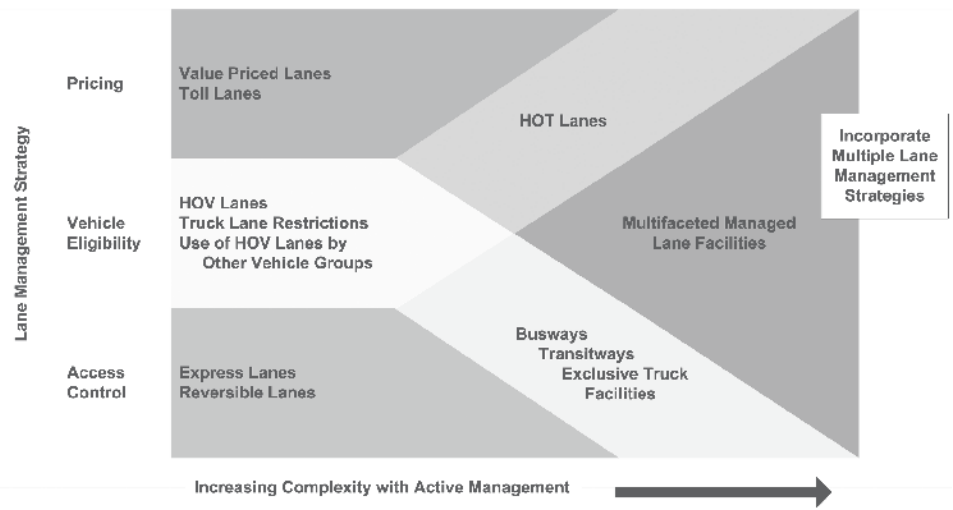 Lane Management Strategy
Pricing
Value Priced Lanes
Toll Lanes
HOT Lanes
Incorporate
Multiple Lane
Management
Strategies
Vehicle
Eligibility
HOV Lanes
Truck Lane Restrictions
Use of HOV Lanes by
Other Vehicle Groups
Multifaceted Managed
Lane Facilities
Busways
Transitways
Exclusive Truck
Facilities
Access
Control
Express Lanes
Reversible Lanes
Increasing Complexity with Active Management